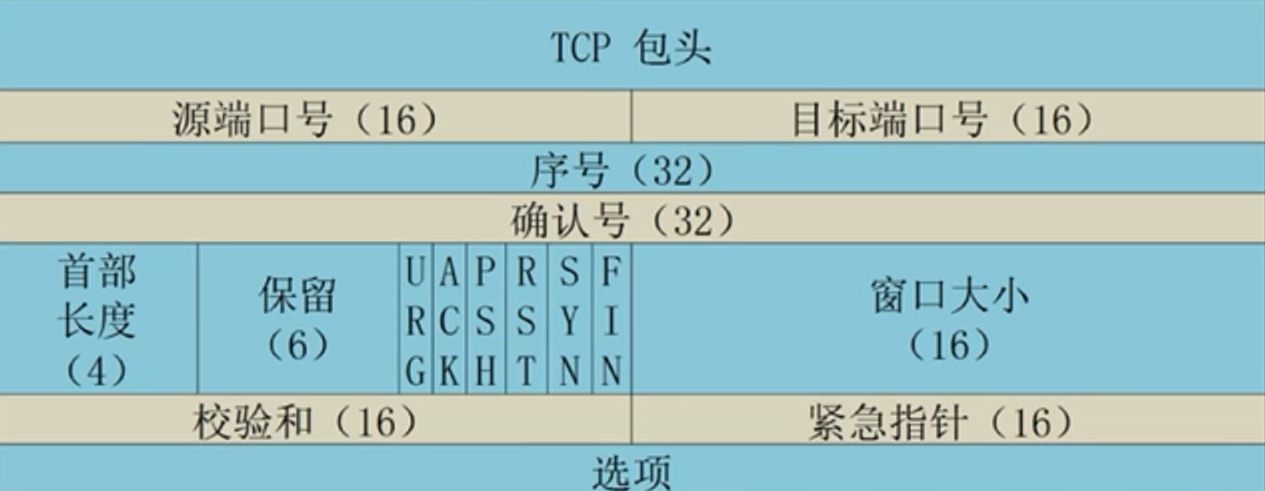 TCP 包头
源端口号（16） 目标端口号（16）
序号（32）
确认号（32）
首部长度（4） 保留（6） URG ACK PSH RST SYN FIN 窗口大小（16）
校验和（16） 紧急指针（16）
选项